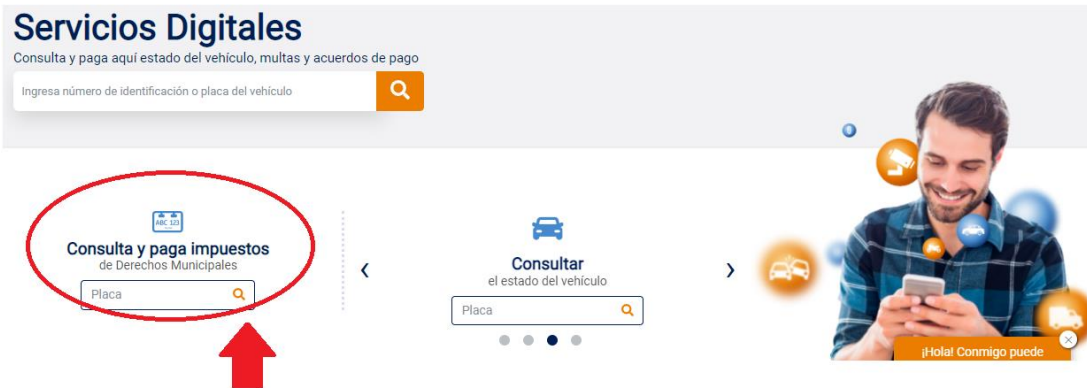 Servicios Digitales
Consulta y paga aquí estado del vehículo, multas y acuerdos de pago
Ingresa número de identificación o placa del vehículo
ABC 123
Consulta y paga impuestos
de Derechos Municipales
Placa
Consultar
el estado del vehículo
Placa
¡Hola! Conmigo puede